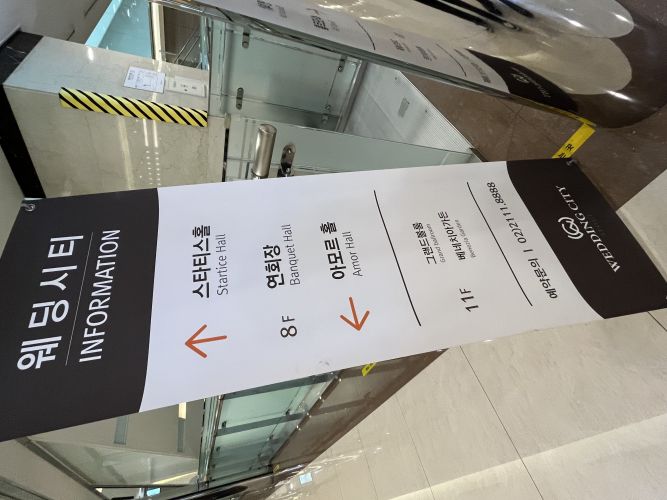 웨딩시티
INFORMATION
스타티스홀
Startice Hall
8F 연회장
Banquet Hall
아모르 홀
Amor Hall
그랜드볼룸
Grand ballroom
11F 베네치아가든
예약문의 | 02)2111.8888
WEDDING CITY